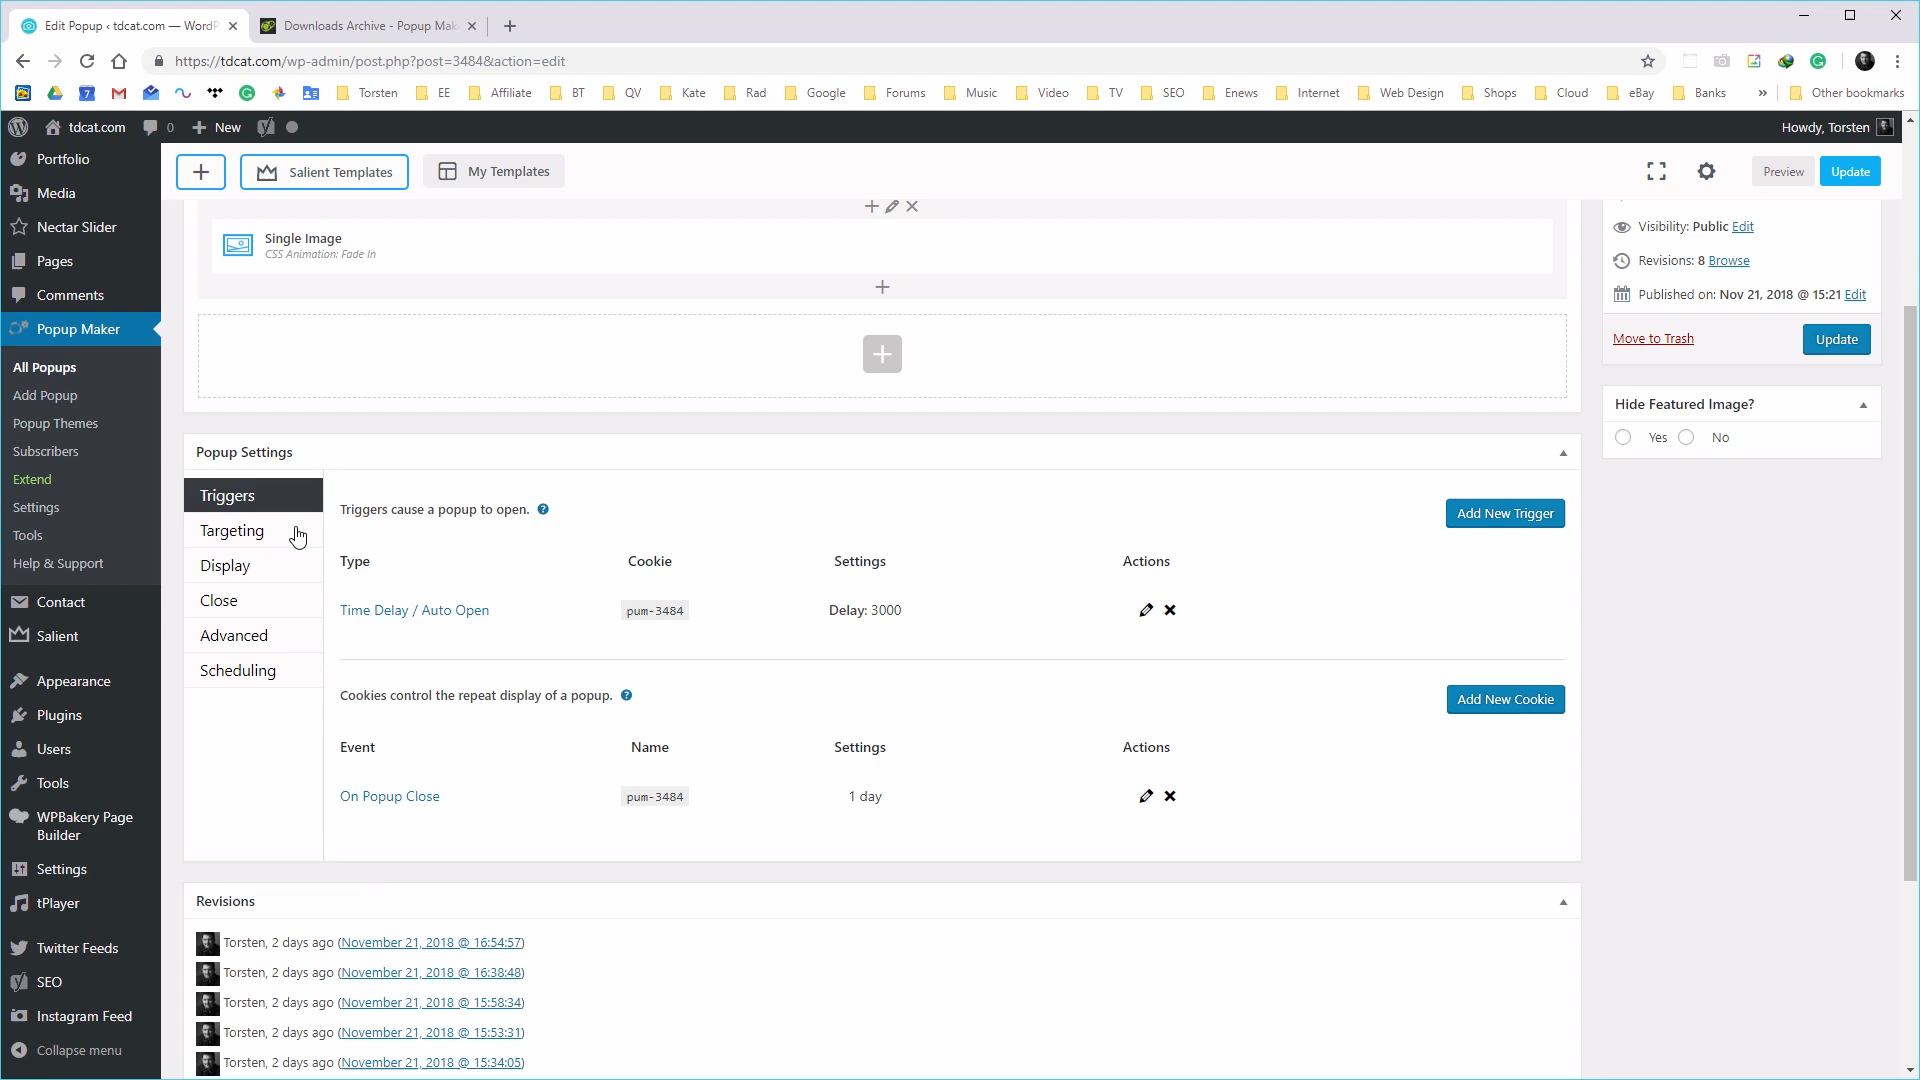 Edit Popup ‹ tdcat.com — WordP
Downloads Archive - Popup Mak
https://tdcat.com/wp-admin/post.php?post=3484&action=edit
7 Torsten EE Affiliate BT QV Kate Rad Google Forums Music Video TV SEO Enews Internet Web Design Shops Cloud eBay Banks » Other bookmarks
tdcat.com 0 New Howdy, Torsten
Portfolio
Media
Nectar Slider
Pages
Comments
Popup Maker
All Popups
Add Popup
Popup Themes
Subscribers
Extend
Settings
Tools
Help & Support
Contact
Salient
Appearance
Plugins
Users
Tools
WPBakery Page
Builder
Settings
tPlayer
Twitter Feeds
SEO
Instagram Feed
Collapse menu
Salient Templates
My Templates
Preview
Update
Single Image
CSS Animation: Fade In
Popup Settings
Triggers
Targeting
Display
Close
Advanced
Scheduling
Triggers cause a popup to open. ?
Add New Trigger
Type Cookie Settings Actions
Time Delay / Auto Open pum-3484 Delay: 3000
Cookies control the repeat display of a popup. ?
Add New Cookie
Event Name Settings Actions
On Popup Close pum-3484 1 day
Revisions
Torsten, 2 days ago (November 21, 2018 @ 16:54:57)
Torsten, 2 days ago (November 21, 2018 @ 16:38:48)
Torsten, 2 days ago (November 21, 2018 @ 15:58:34)
Torsten, 2 days ago (November 21, 2018 @ 15:53:31)
Torsten, 2 days ago (November 21, 2018 @ 15:34:05)
Visibility: Public Edit
Revisions: 8 Browse
Published on: Nov 21, 2018 @ 15:21 Edit
Move to Trash
Update
Hide Featured Image?
Yes No